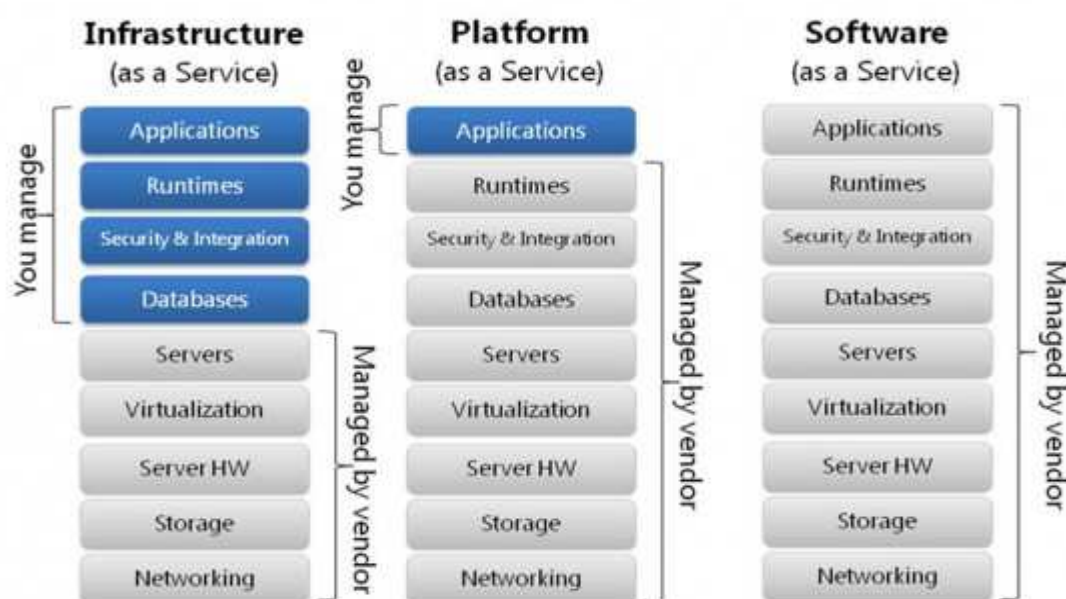 Infrastructure
(as a Service)
You manage
Applications
Runtimes
Security & Integration
Databases
Servers
Virtualization
Server HW
Storage
Networking
Managed by vendor
Platform
(as a Service)
You manage
Applications
Runtimes
Security & Integration
Databases
Servers
Virtualization
Server HW
Storage
Networking
Managed by vendor
Software
(as a Service)
Applications
Runtimes
Security & Integration
Databases
Servers
Virtualization
Server HW
Storage
Networking
Managed by vendor